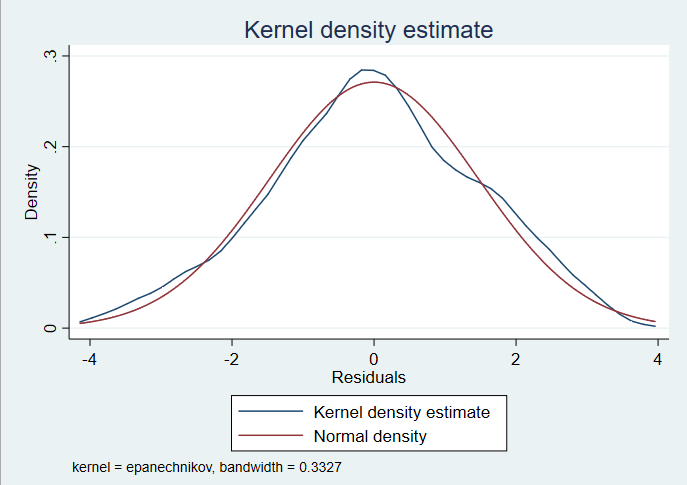 Kernel density estimate
.3
.2
.1
0
Density
-4 -2 0 2 4
Residuals
Kernel density estimate
Normal density
kernel = epanechnikov, bandwidth = 0.3327